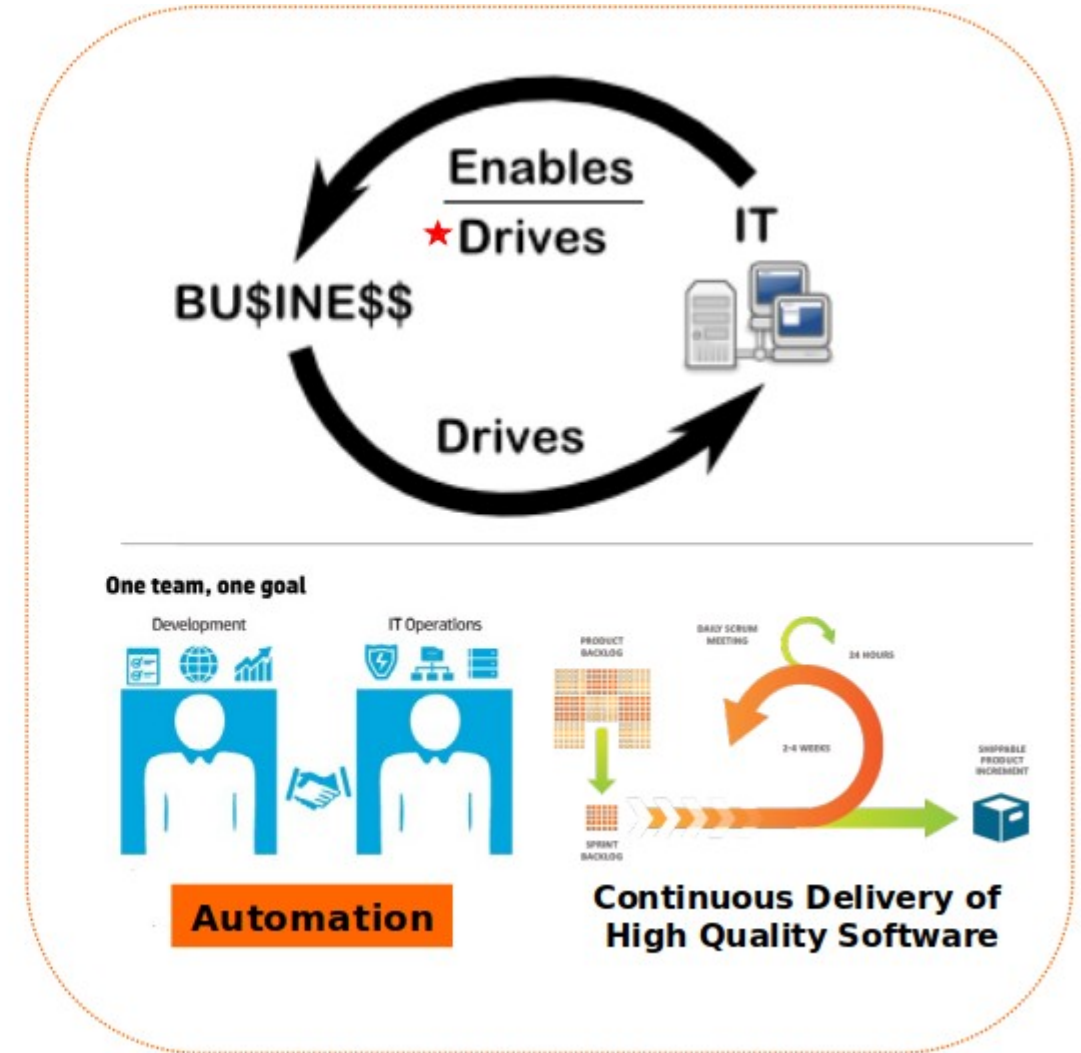 Enables
Drives
IT
BU$INE$$
Drives
One team, one goal
Development
IT Operations
PRODUCT
BACKLOG
DAILY SCRUM
MEETING
24 HOURS
2-4 WEEKS
SHIPPABLE
PRODUCT
INCREMENT
SPRINT
BACKLOG
Automation
Continuous Delivery of
High Quality Software